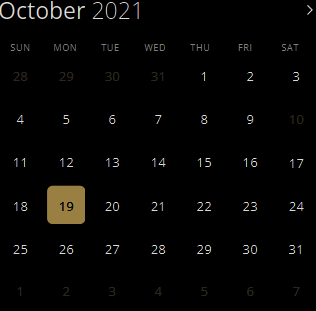 October 2021
SUN MON TUE WED THU FRI SAT
28 29 30 31 1 2 3
4 5 6 7 8 9 10
11 12 13 14 15 16 17
18 19 20 21 22 23 24
25 26 27 28 29 30 31
1 2 3 4 5 6 7